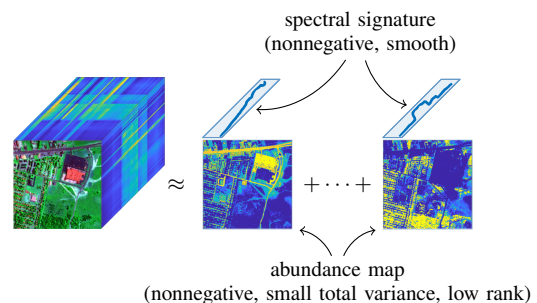 spectral signature
(nonnegative, smooth)
≈ + ··· +
abundance map
(nonnegative, small total variance, low rank)